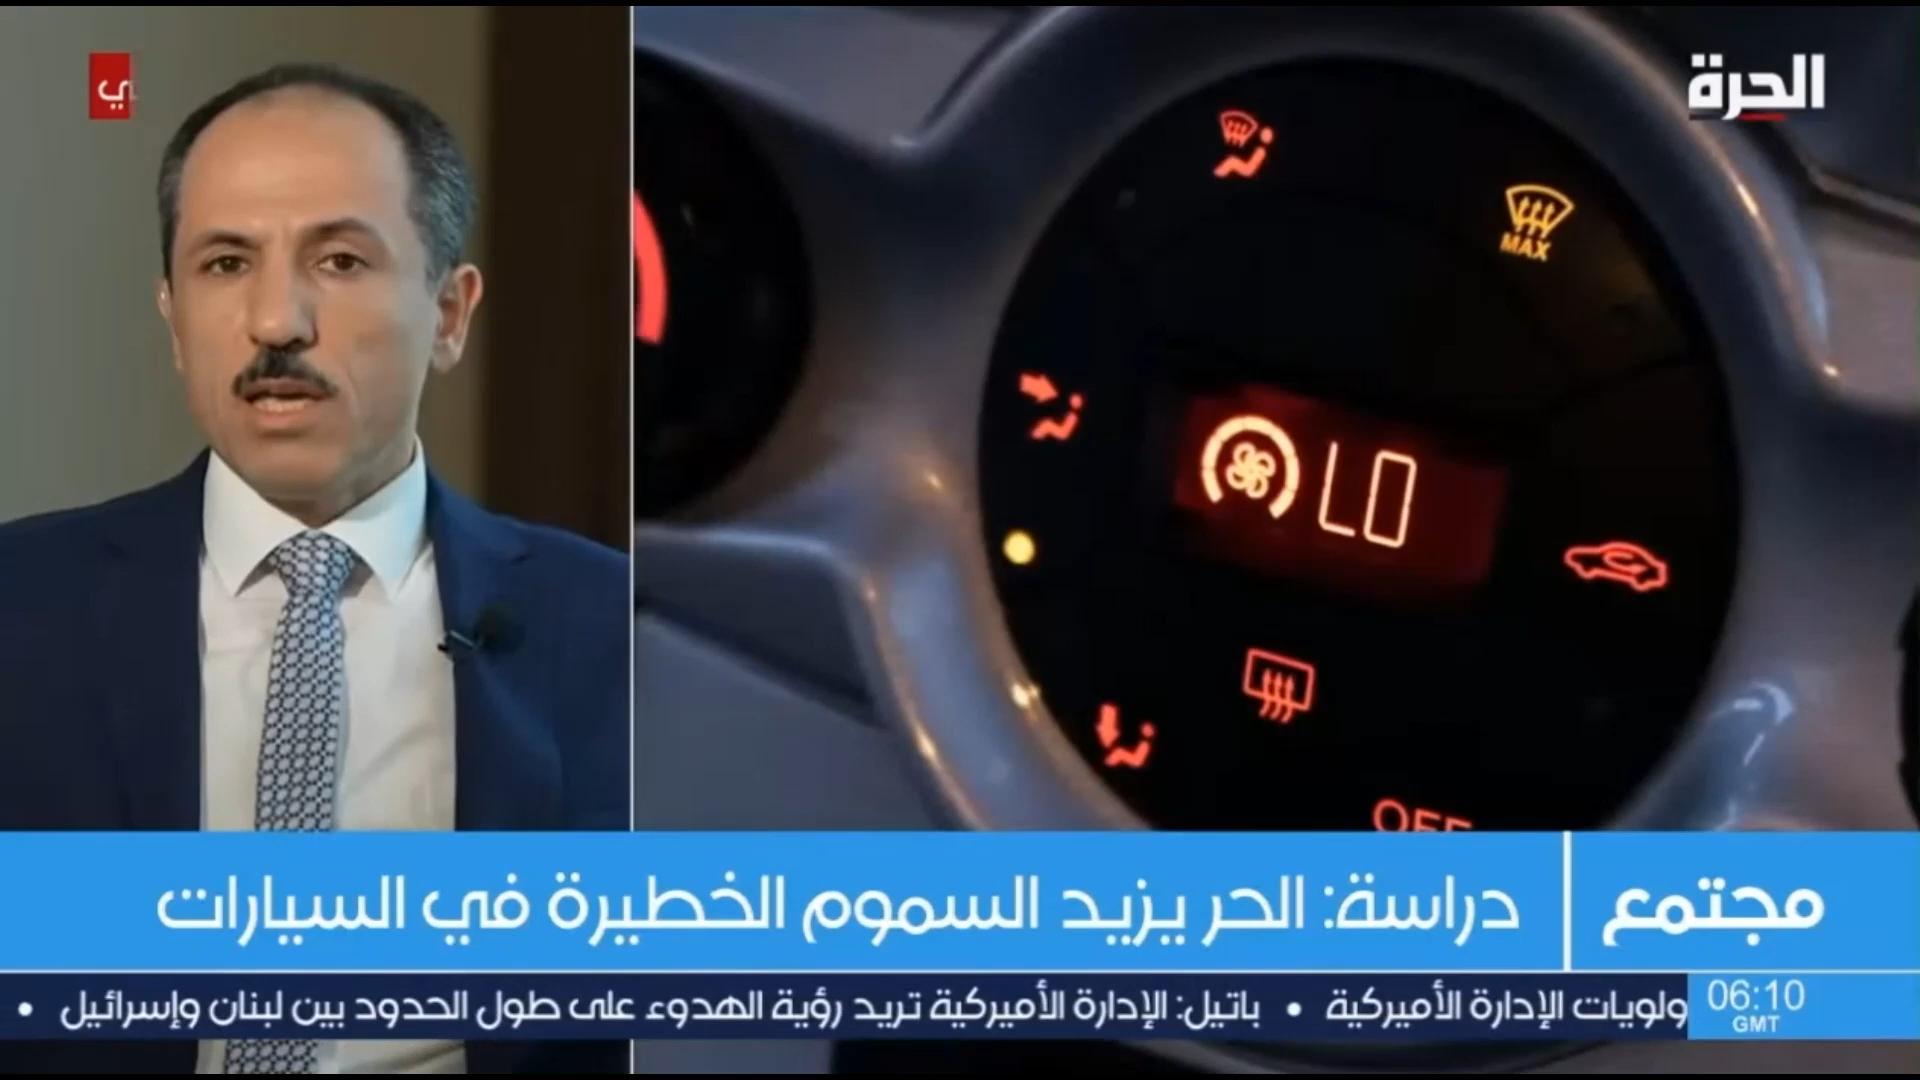 الحرة
MAX
LO
OFF
مجتمع
دراسة: الحر يزيد السموم الخطيرة في السيارات
06:10
GMT
ولويات الإدارة الأميركية • باتيل: الإدارة الأميركية تريد رؤية الهدوء على طول الحدود بين لبنان وإسرائيل •